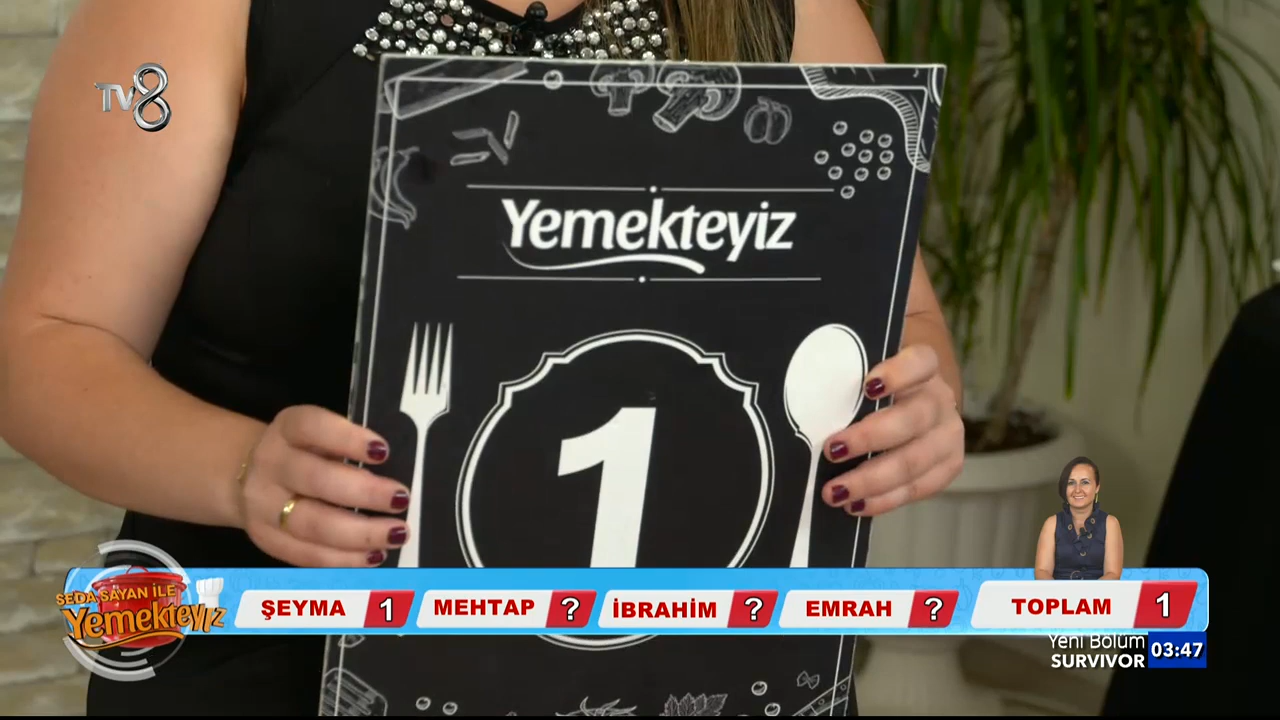 TV8
Yemekteyiz
1
SEDA SAYAN İLE
Yemekteyiz
ŞEYMA 1 MEHTAP ? İBRAHİM ? EMRAH ? TOPLAM 1
Yeni Bölüm
SURVIVOR 03:47